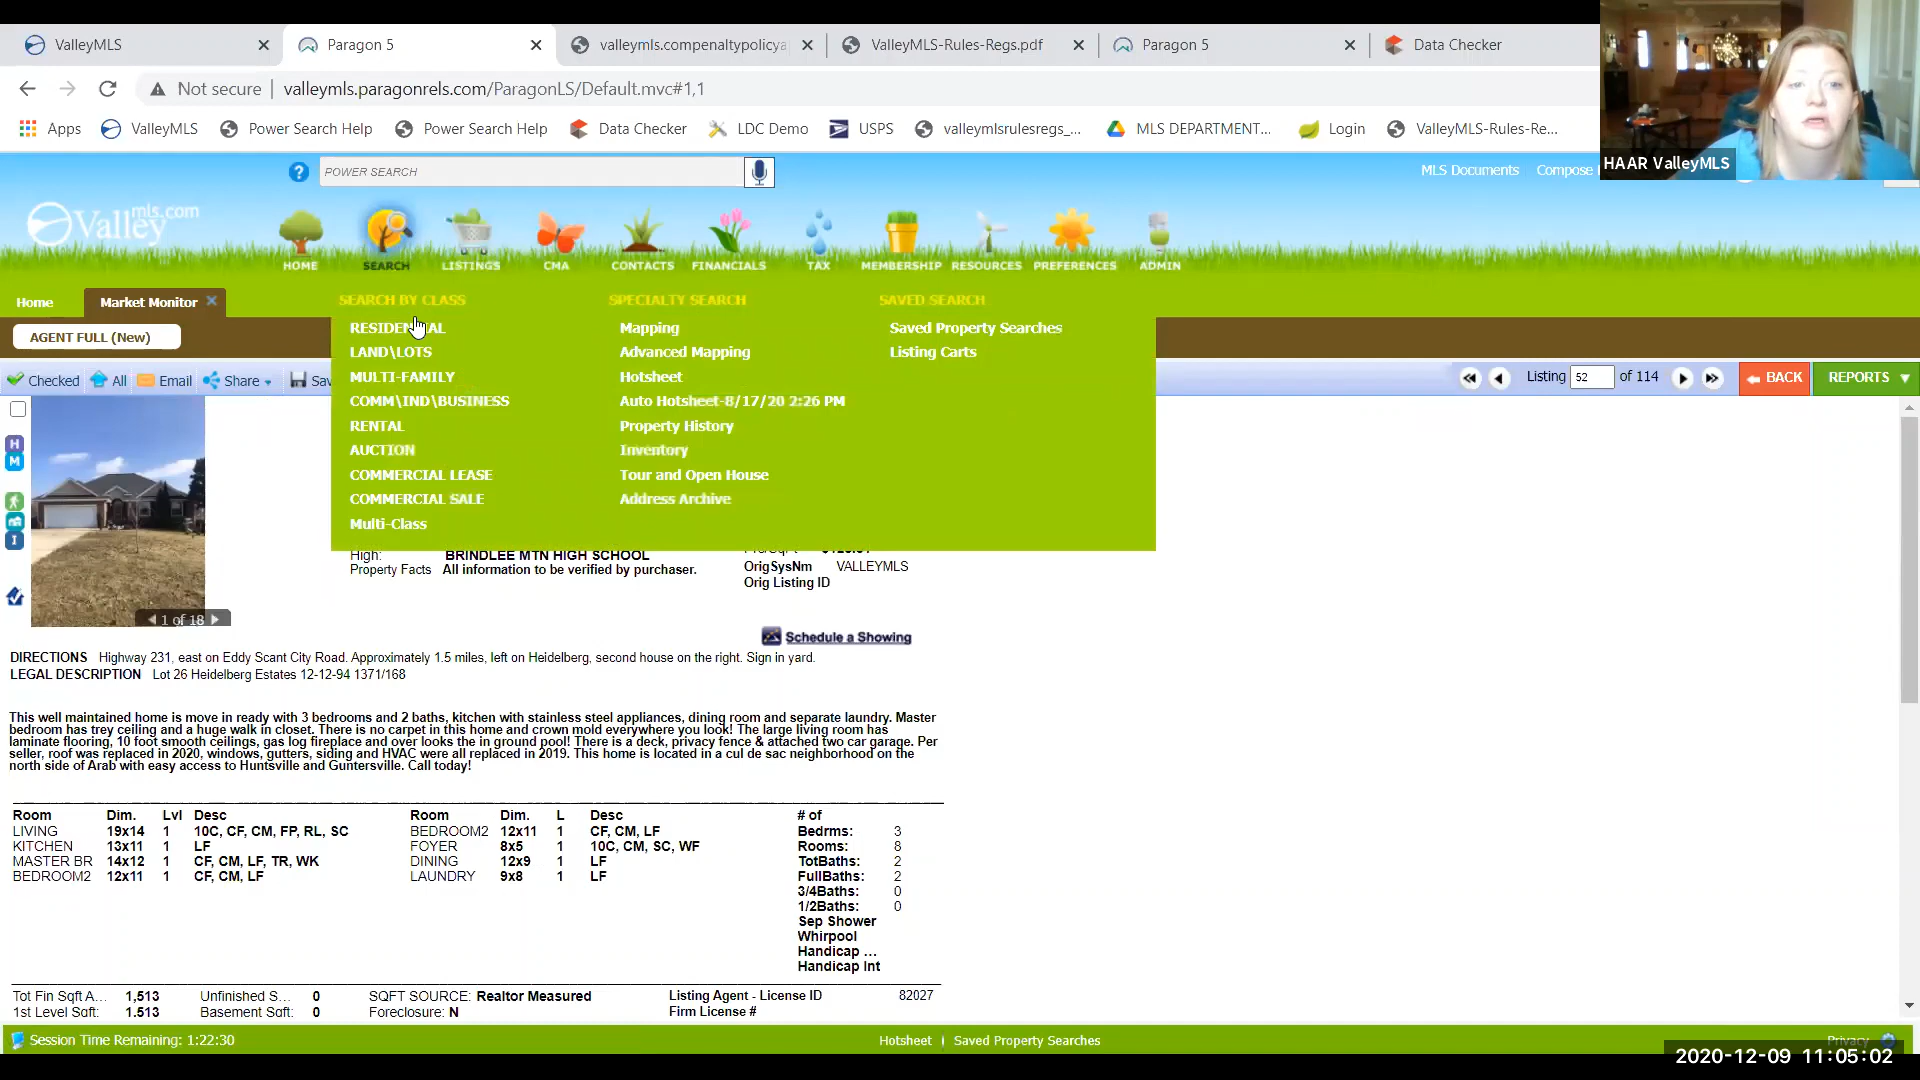 ValleyMLS
Paragon 5
valleymls.compenaltypolicya
ValleyMLS-Rules-Regs.pdf
Paragon 5
Data Checker
Not secure
valleymls.paragonrels.com/ParagonLS/Default.mvc#1,1
Apps
ValleyMLS
Power Search Help
Power Search Help
Data Checker
LDC Demo
USPS
valleymlsrulesregs_...
MLS DEPARTMENT...
Login
ValleyMLS-Rules-Re...
HAAR ValleyMLS
?
POWER SEARCH
MLS Documents
Compose
Valley mls.com
HOME
SEARCH
LISTINGS
CMA
CONTACTS
FINANCIALS
TAX
MEMBERSHIP
RESOURCES
PREFERENCES
ADMIN
Home
Market Monitor
SEARCH BY CLASS
SPECIALTY SEARCH
SAVED SEARCH
AGENT FULL (New)
RESIDENTIAL
Mapping
Saved Property Searches
LAND\LOTS
Advanced Mapping
Listing Carts
MULTI-FAMILY
Hotsheet
COMM\IND\BUSINESS
Auto Hotsheet-8/17/20 2:26 PM
RENTAL
Property History
AUCTION
Inventory
COMMERCIAL LEASE
Tour and Open House
COMMERCIAL SALE
Address Archive
Multi-Class
Checked
All
Email
Share
Listing 52 of 114
BACK
REPORTS
H
M
I
1 of 18
High: BRINDLEE MTN HIGH SCHOOL
Property Facts All information to be verified by purchaser.
OrigSysNm VALLEYMLS
Orig Listing ID
Schedule a Showing
DIRECTIONS Highway 231, east on Eddy Scant City Road. Approximately 1.5 miles, left on Heidelberg, second house on the right. Sign in yard.
LEGAL DESCRIPTION Lot 26 Heidelberg Estates 12-12-94 1371/168
This well maintained home is move in ready with 3 bedrooms and 2 baths, kitchen with stainless steel appliances, dining room and separate laundry. Master
bedroom has trey ceiling and a huge walk in closet. There is no carpet in this home and crown mold everywhere you look! The large living room has
laminate flooring, 10 foot smooth ceilings, gas log fireplace and over looks the in ground pool! There is a deck, privacy fence & attached two car garage. Per
seller, roof was replaced in 2020, windows, gutters, siding and HVAC were all replaced in 2019. This home is located in a cul de sac neighborhood on the
north side of Arab with easy access to Huntsville and Guntersville. Call today!
Room Dim. Lvl Desc Room Dim. L Desc # of
LIVING 19x14 1 10C, CF, CM, FP, RL, SC BEDROOM2 12x11 1 CF, CM, LF Bedrms: 3
KITCHEN 13x11 1 LF FOYER 8x5 1 10C, CM, SC, WF Rooms: 8
MASTER BR 14x12 1 CF, CM, LF, TR, WK DINING 12x9 1 LF TotBaths: 2
BEDROOM2 12x11 1 CF, CM, LF LAUNDRY 9x8 1 LF FullBaths: 2
3/4Baths: 0
1/2Baths: 0
Sep Shower
Whirpool
Handicap ...
Handicap Int
Tot Fin Sqft A... 1,513 Unfinished S... 0 SQFT SOURCE: Realtor Measured Listing Agent - License ID 82027
1st Level Sqft: 1,513 Basement Sqft: 0 Foreclosure: N Firm License #
Session Time Remaining: 1:22:30
Hotsheet | Saved Property Searches
Privacy
2020-12-09 11:05:02